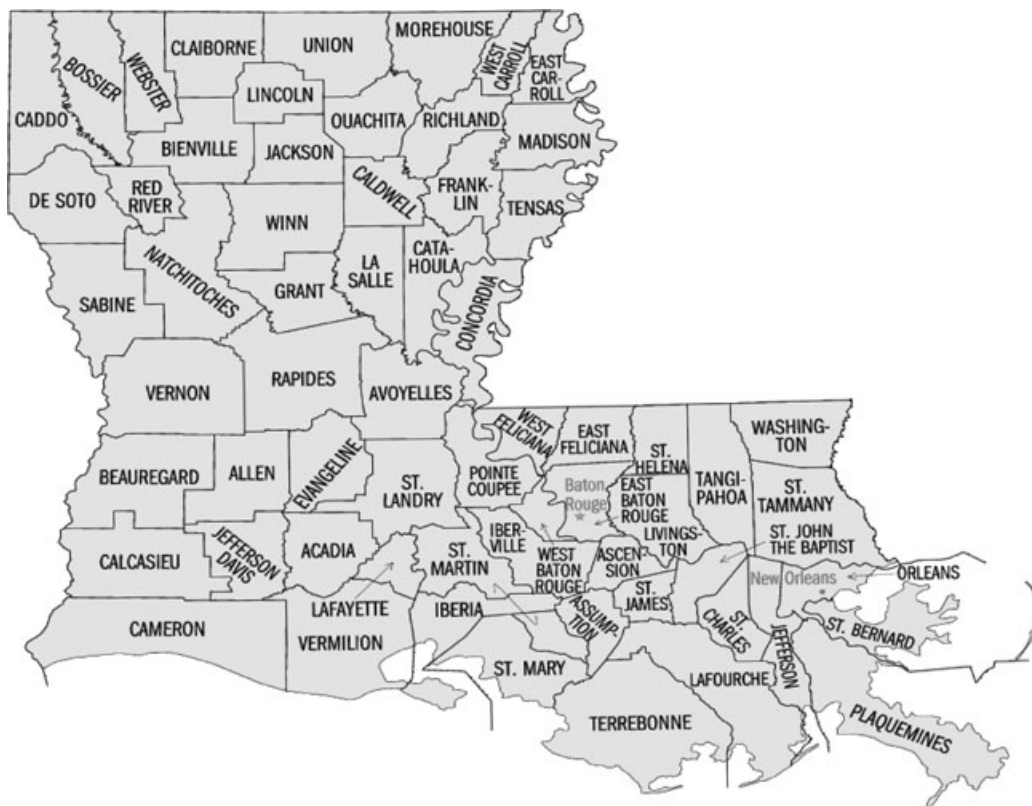 MOREHOUSE
CLAIBORNE
UNION
WEST
CARROLL
EAST
CAR-
ROLL
BOSSIER
WEBSTER
LINCOLN
CADDO
OUACHITA
RICHLAND
MADISON
BIENVILLE
JACKSON
DE SOTO
RED
RIVER
CALDWELL
FRANK-
LIN
TENSAS
WINN
CATA-
HOULA
NATCHITOCHES
LA
SALLE
GRANT
CONCORDIA
SABINE
VERNON
RAPIDES
AVOYELLES
WEST
FELICIANA
EAST
FELICIANA
ST.
HELENA
WASHING-
TON
BEAUREGARD
ALLEN
EVANGELINE
ST.
LANDRY
POINTE
COUPEE
Baton
Rouge
EAST
BATON
ROUGE
TANGI-
PAHOA
ST.
TAMMANY
CALCASIEU
JEFFERSON
DAVIS
ACADIA
ST.
MARTIN
IBER-
VILLE
WEST
BATON
ROUGE
ASCEN-
SION
LIVINGS-
TON
ST. JOHN
THE BAPTIST
LAFAYETTE
IBERIA
ASSUMP-
TION
ST.
JAMES
ST.
CHARLES
New Orleans
ORLEANS
CAMERON
VERMILION
ST. MARY
JEFFERSON
ST. BERNARD
LAFOURCHE
TERREBONNE
PLAQUEMINES